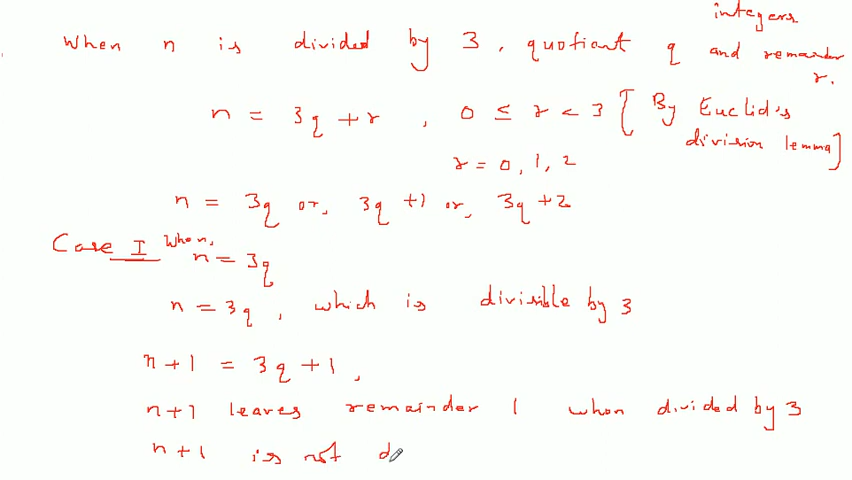 integers
When n is divided by 3, quotient q and remainder r.
n = 3q + r, 0 ≤ r < 3 [By Euclid's
division lemma]
r = 0, 1, 2
n = 3q or, 3q + 1 or, 3q + 2
Case I When,
n = 3q
n = 3q, which is divisible by 3
n + 1 = 3q + 1,
n + 1 leaves remainder 1 when divided by 3
n + 1 is not d